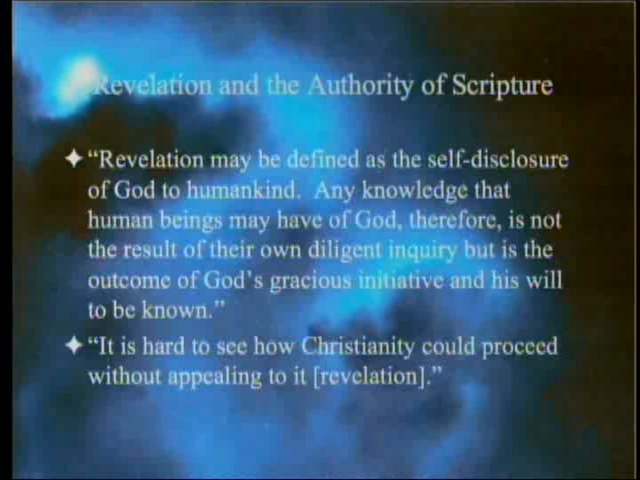 Revelation and the Authority of Scripture
“Revelation may be defined as the self-disclosure
of God to humankind. Any knowledge that
human beings may have of God, therefore, is not
the result of their own diligent inquiry but is the
outcome of God’s gracious initiative and his will
to be known.”
“It is hard to see how Christianity could proceed
without appealing to it [revelation].”